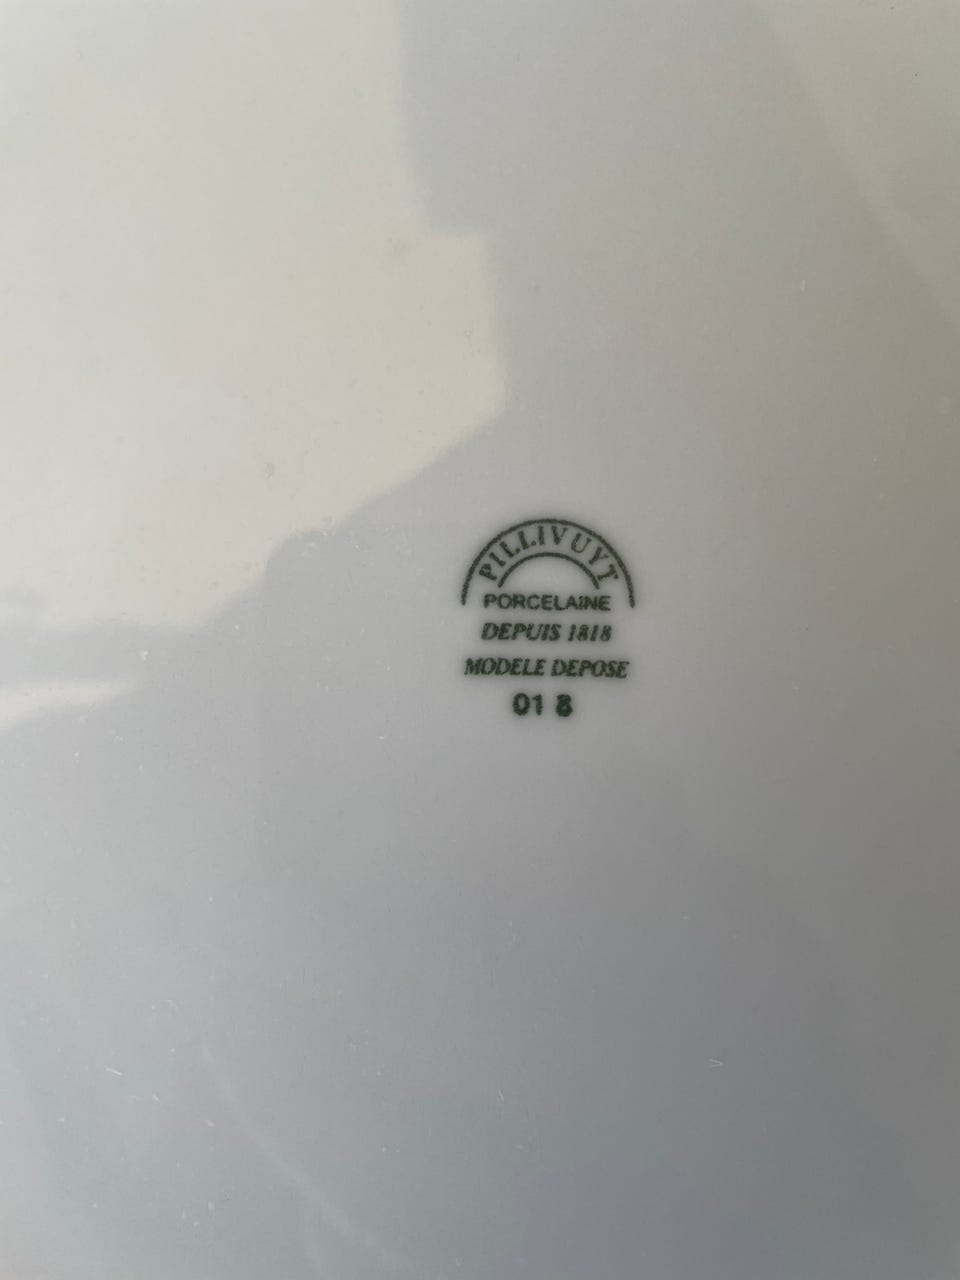 PILLIVUYT
PORCELAINE
DEPUIS 1818
MODELE DEPOSE
01 8